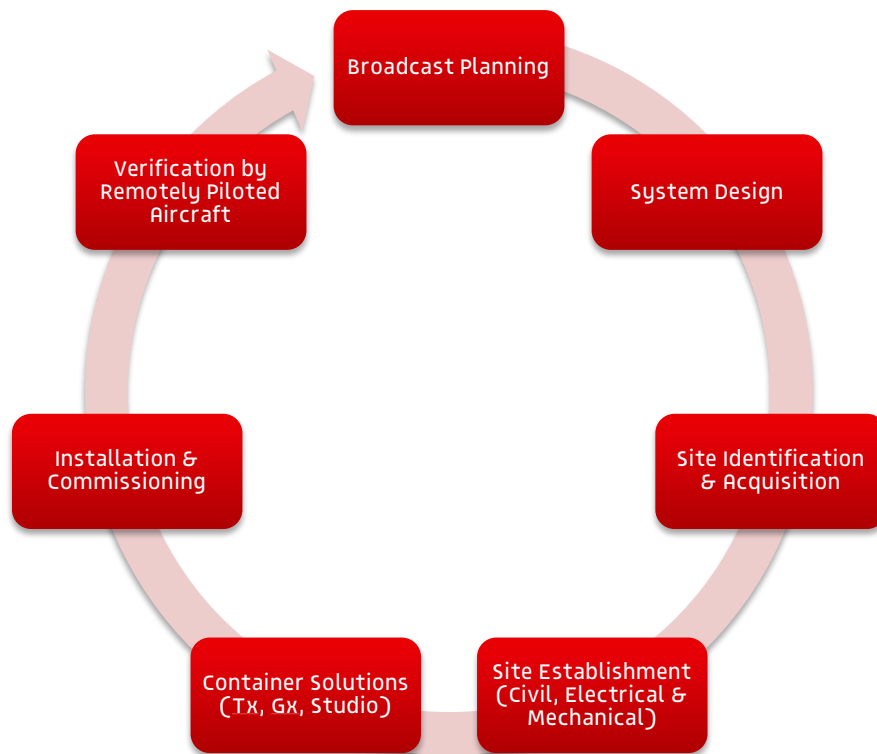 Broadcast Planning
System Design
Site Identification
& Acquisition
Site Establishment
(Civil, Electrical &
Mechanical)
Container Solutions
(Tx, Gx, Studio)
Installation &
Commissioning
Verification by
Remotely Piloted
Aircraft